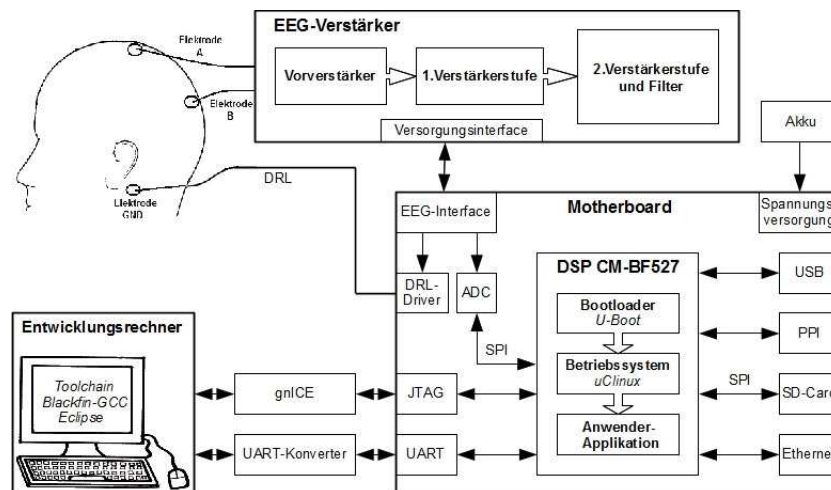 EEG-Verstärker
Elektrode
A
Vorverstärker
1.Verstärkerstufe
2.Verstärkerstufe
und Filter
Elektrode
B
Versorgungsinterface
Akku
DRL
Elektrode
GND
EEG-Interface
Motherboard
Spannungs
versorgung
DSP CM-BF527
USB
DRL-
Driver
ADC
Bootloader
U-Boot
Entwicklungsrechner
PPI
SPI
Toolchain
Blackfin-GCC
Eclipse
Betriebssystem
uClinux
SPI
gnICE
JTAG
SD-Card
Anwender-
Applikation
UART-Konverter
UART
Ethernet